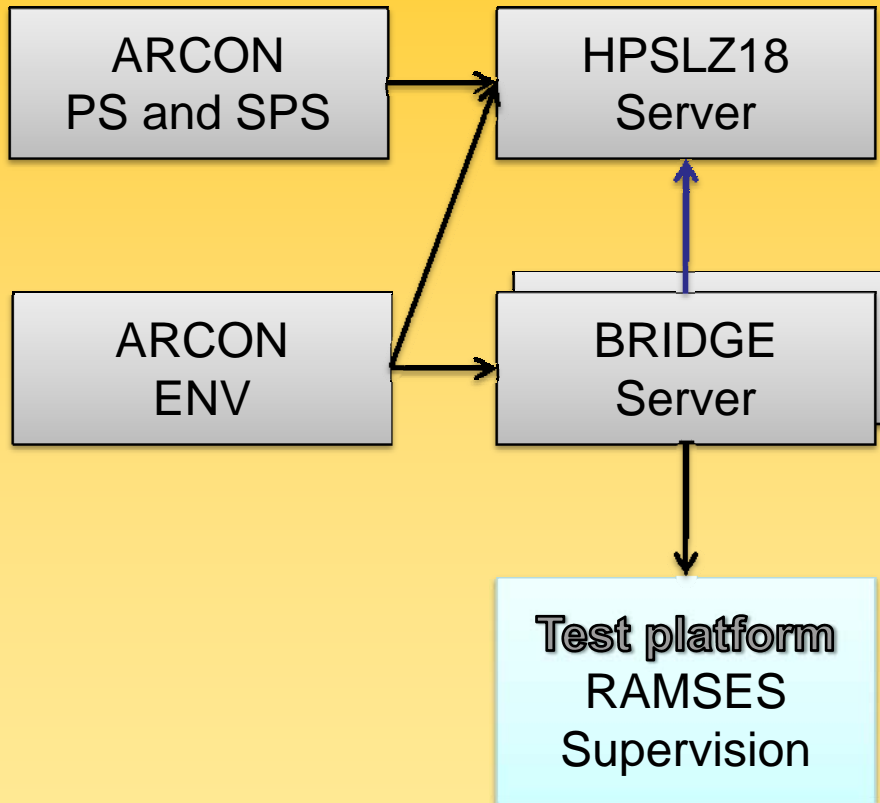 ARCON
PS and SPS
HPSLZ18
Server
ARCON
ENV
BRIDGE
Server
Test platform
RAMSES
Supervision